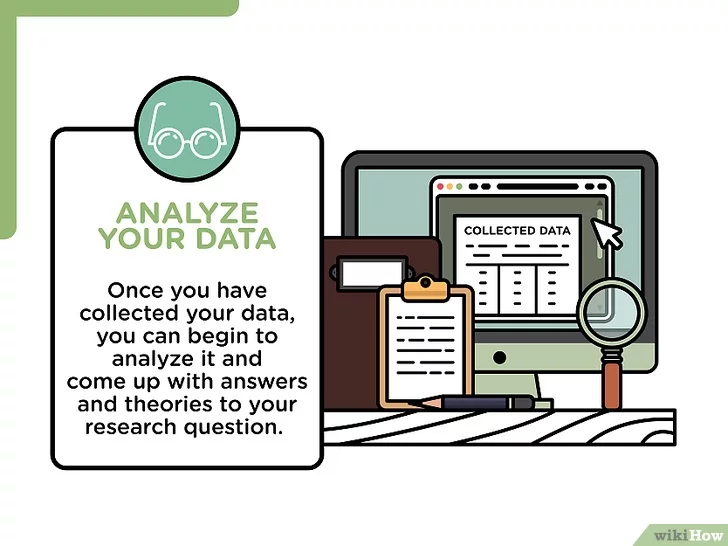 ANALYZE
YOUR DATA
Once you have
collected your data,
you can begin to
analyze it and
come up with answers
and theories to your
research question.
COLLECTED DATA
wikiHow